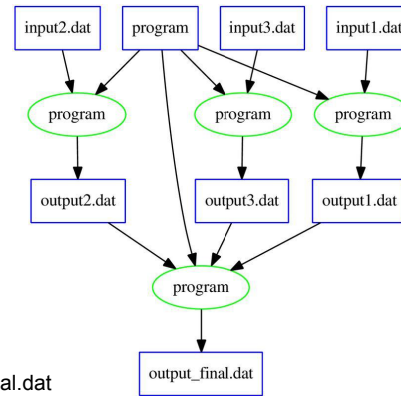 input2.dat program input3.dat input1.dat
program program program
output2.dat output3.dat output1.dat
program
al.dat
output_final.dat